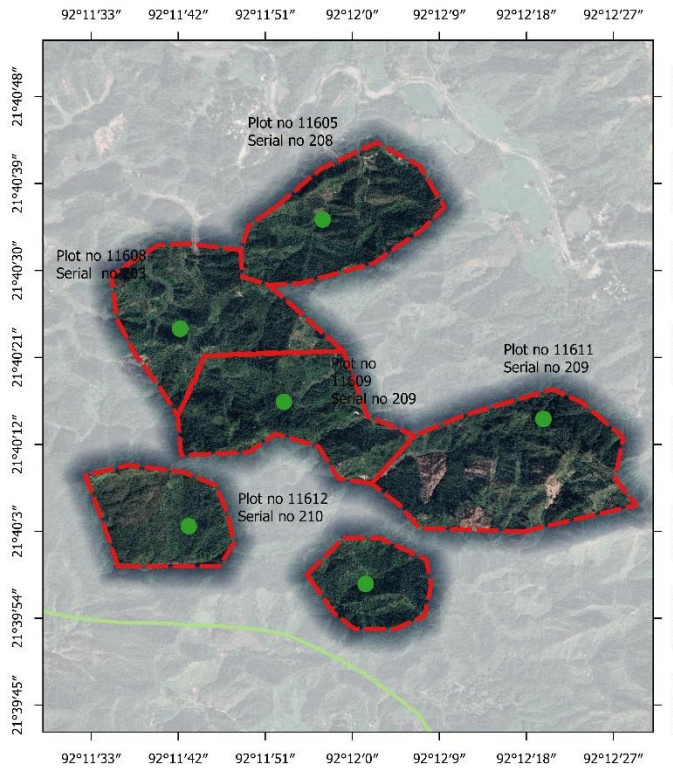 92°11′33″ 92°11′42″ 92°11′51″ 92°12′0″ 92°12′9″ 92°12′18″ 92°12′27″
21°40′48″
Plot no 11605
Serial no 208
21°40′39″
Plot no 11608
Serial no 203
21°40′30″
21°40′21″
Plot no
11609
Serial no 209
Plot no 11611
Serial no 209
21°40′12″
Plot no 11612
Serial no 210
21°40′3″
21°39′54″
21°39′45″
92°11′33″ 92°11′42″ 92°11′51″ 92°12′0″ 92°12′9″ 92°12′18″ 92°12′27″